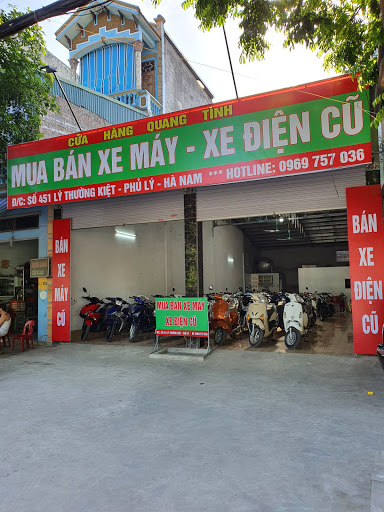 CỬA HÀNG QUANG TỈNH
MUA BÁN XE MÁY - XE ĐIỆN CŨ
Đ/C: SỐ 451 LÝ THƯỜNG KIỆT - PHỦ LÝ - HÀ NAM *** HOTLINE: 0969 757 036
BÁN
XE
MÁY
CŨ
MUA BÁN XE MÁY
XE ĐIỆN CŨ
BÁN
XE
ĐIỆN
CŨ